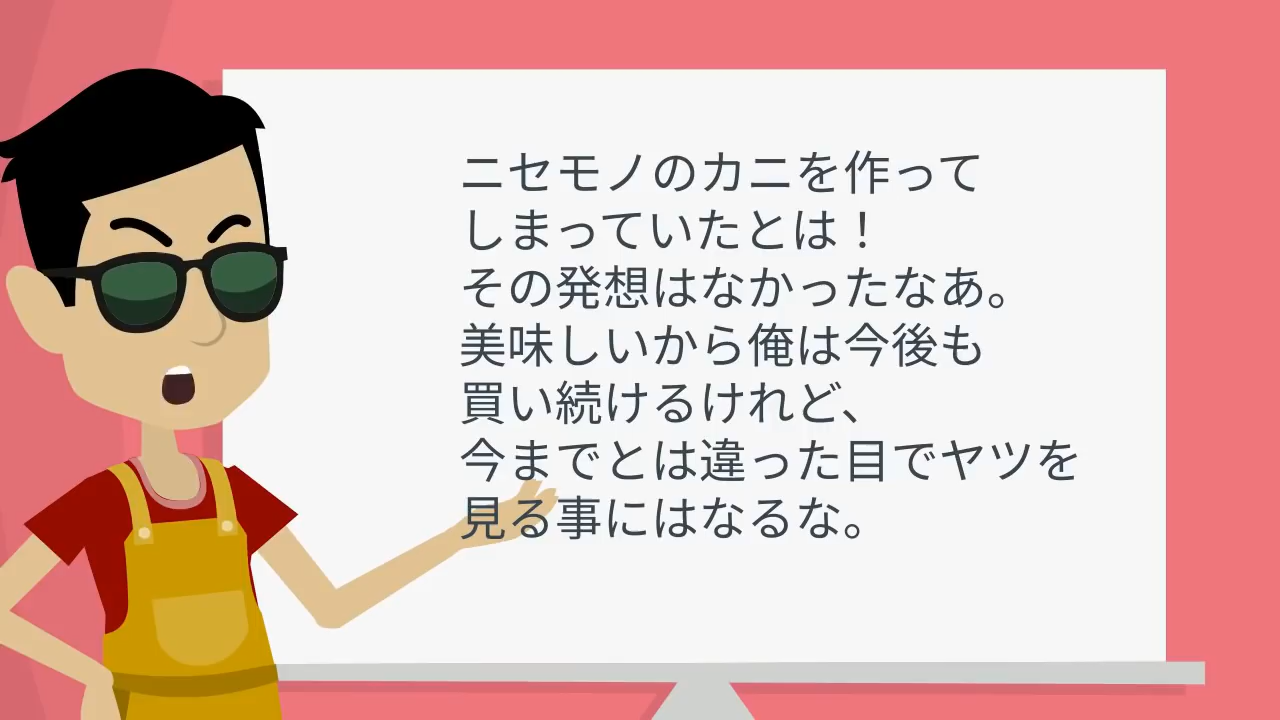 ニセモノのカニを作って
しまっていたとは！
その発想はなかったなあ。
美味しいから俺は今後も
買い続けるけれど、
今までとは違った目でヤツを
見る事にはなるな。